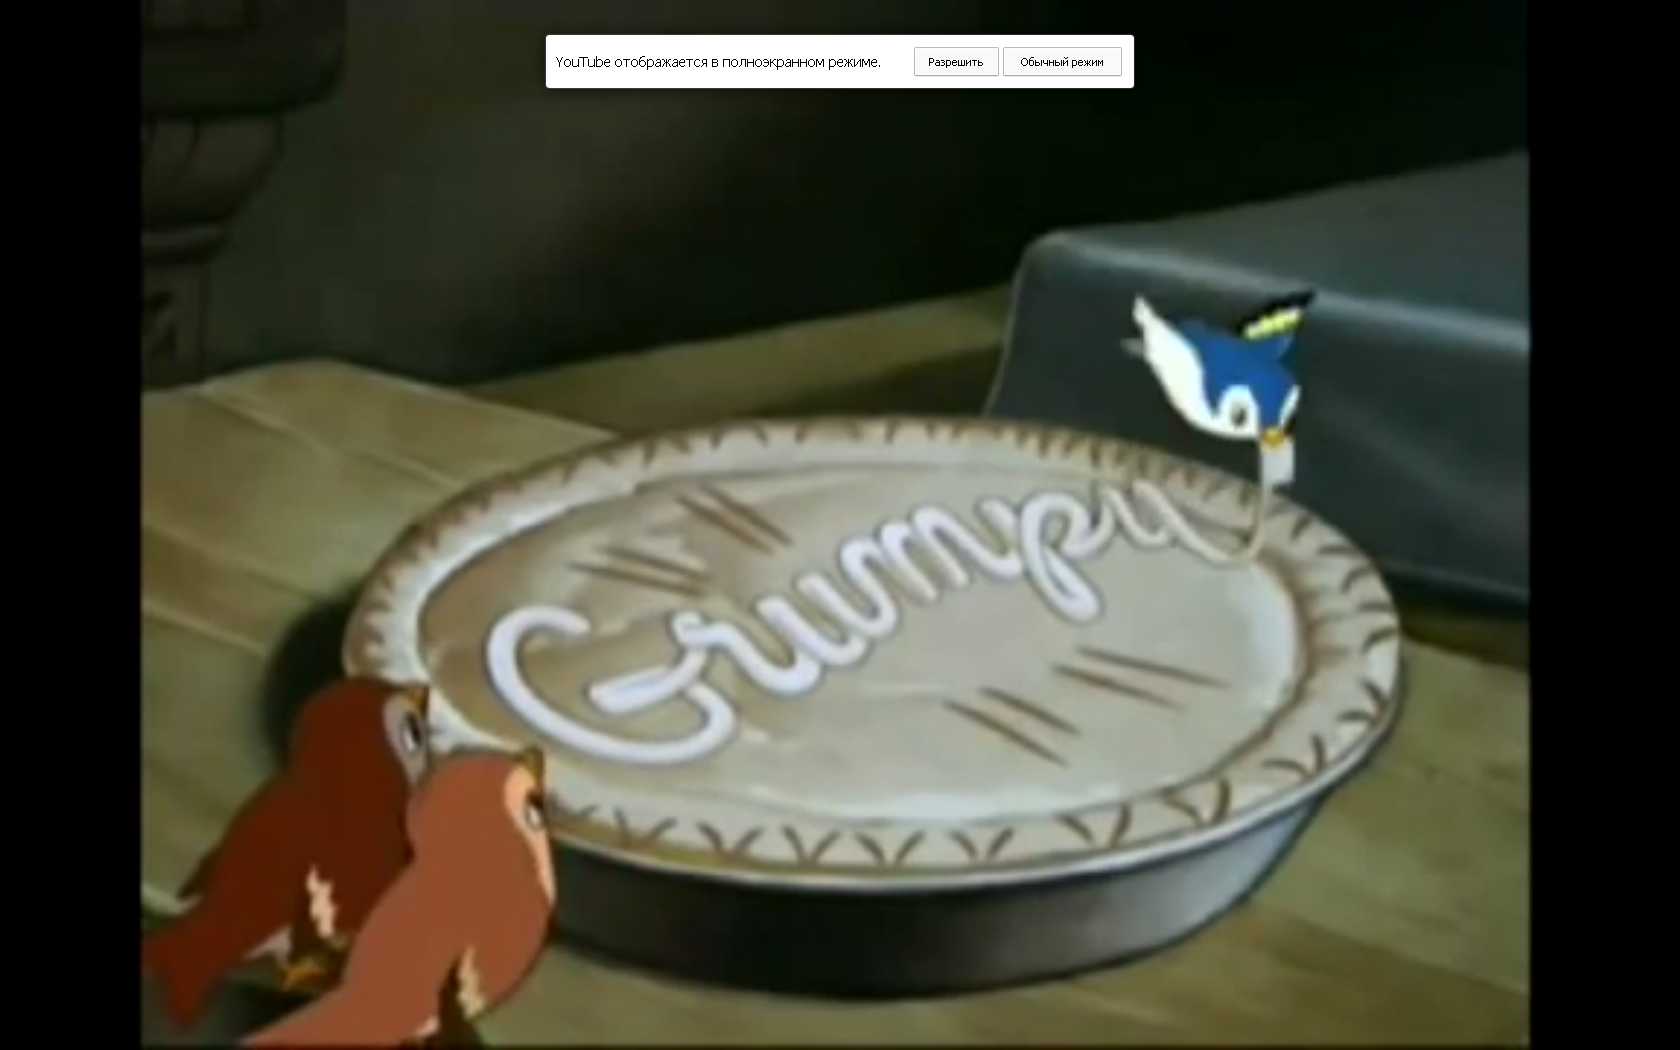 YouTube отображается в полноэкранном режиме. Разрешить Обычный режим
Grumpy